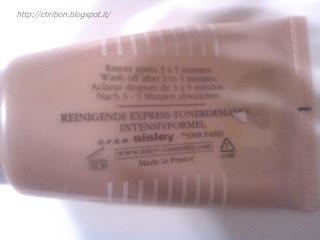 http://chribon.blogspot.it/
Rincer après 3 à 5 minutes
Wash off after 3 to 5 minutes
Aclarar después de 3 a 5 minutos
Nach 3 - 5 Minuten abwaschen
REINIGENDE EXPRESS-TONERDEMASKE
INTENSIVFORMEL
C.F.E.B. sisley - 75008 PARIS
www.sisley-cosmetics.com
Made in France